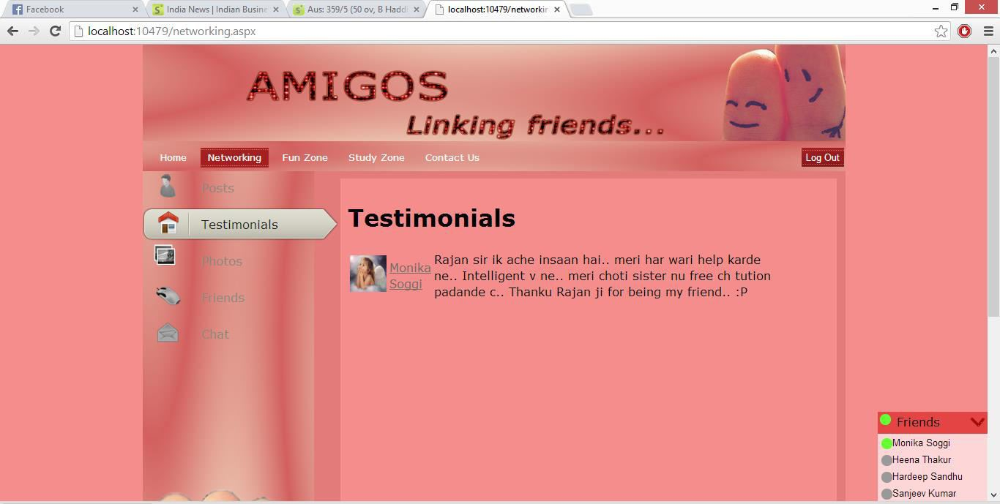 Facebook
India News | Indian Busine
Aus: 359/5 (50 ov, B Haddi
localhost:10479/networkin
localhost:10479/networking.aspx
AMIGOS
Linking friends...
Home
Networking
Fun Zone
Study Zone
Contact Us
Log Out
Posts
Testimonials
Photos
Friends
Chat
Testimonials
Monika
Soggi
Rajan sir ik ache insaan hai.. meri har wari help karde
ne.. Intelligent v ne.. meri choti sister nu free ch tution
padande c.. Thanku Rajan ji for being my friend.. :P
Friends
Monika Soggi
Heena Thakur
Hardeep Sandhu
Sanjeev Kumar